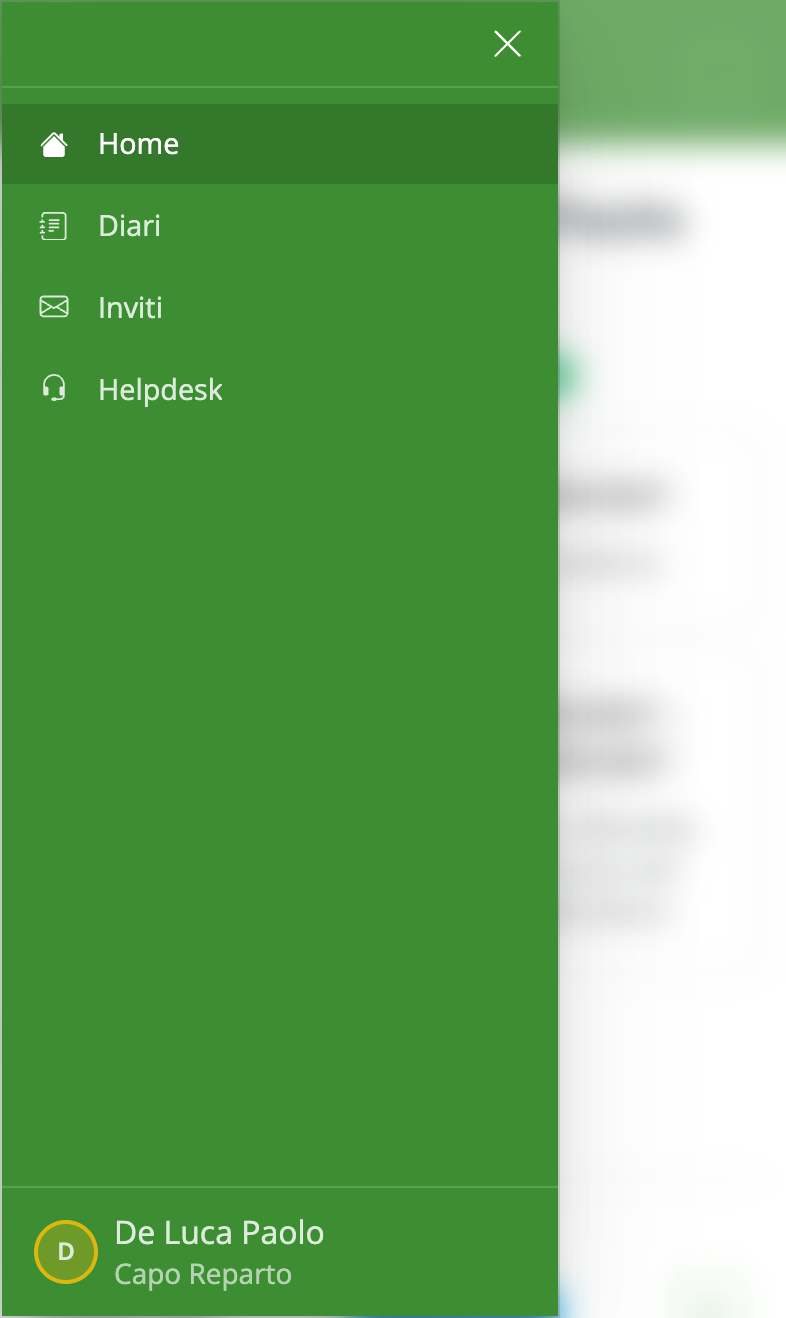 Home
Diari
Inviti
Helpdesk
D
De Luca Paolo
Capo Reparto